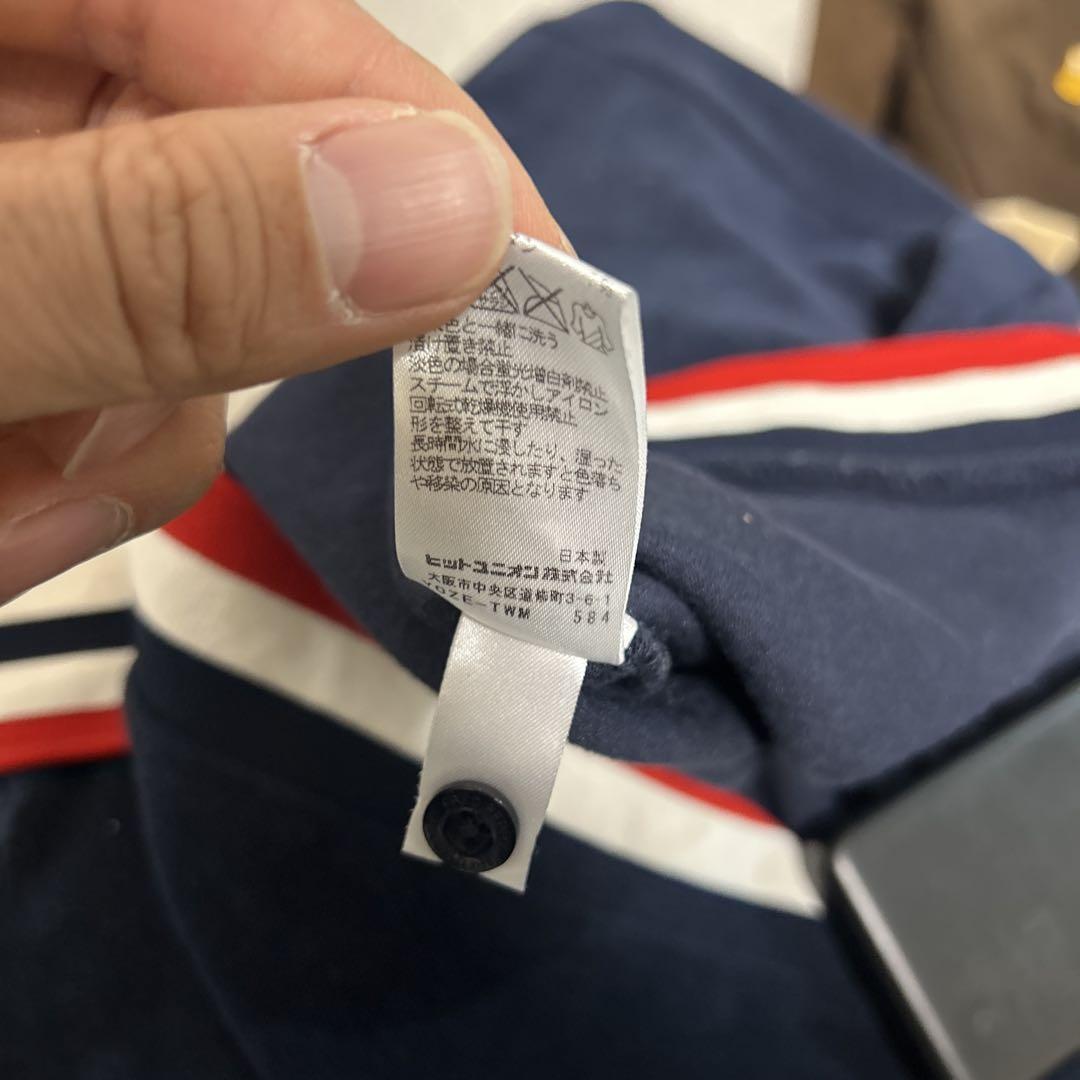 色と一緒に洗う
漬け置き禁止
淡色の場合蛍光増白剤禁止
スチームで浮かしアイロン
回転式乾燥機使用禁止
形を整えて干す
長時間水に浸したり、湿った
状態で放置されますと色落ち
や移染の原因となります
日本製
ヒットユニオン株式会社
大阪市中央区道修町3-6-1
YOZE-TWM 584